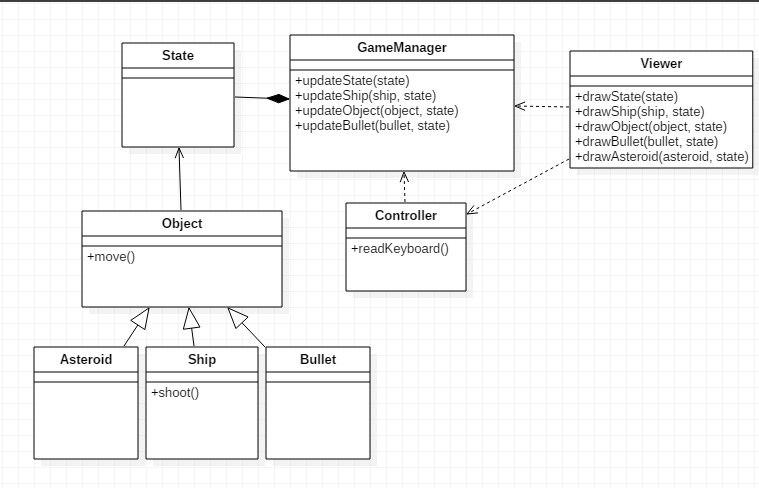 State
GameManager
+updateState(state)
+updateShip(ship, state)
+updateObject(object, state)
+updateBullet(bullet, state)
Viewer
+drawState(state)
+drawShip(ship, state)
+drawObject(object, state)
+drawBullet(bullet, state)
+drawAsteroid(asteroid, state)
Object
+move()
Controller
+readKeyboard()
Asteroid
Ship
+shoot()
Bullet